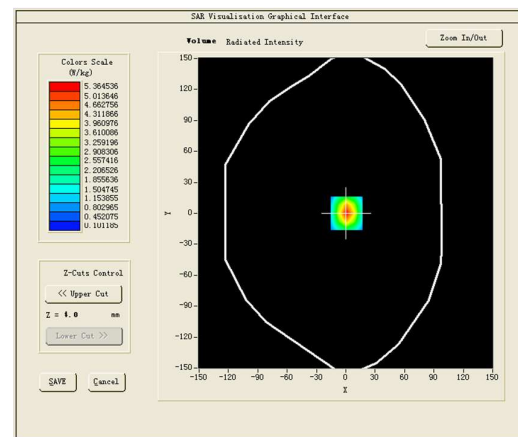 SAR Visualisation Graphical Interface
Volume Radiated Intensity
Zoom In/Out
Colors Scale
(W/kg)
5.364536
5.013646
4.662756
4.311866
3.960976
3.610086
3.259196
2.908306
2.557416
2.206526
1.855636
1.504745
1.153855
0.802965
0.452075
0.101185
150
120
90
60
30
Y 0
-30
-60
-90
-120
-150
-150 -120 -90 -60 -30 0 30 60 90 120 150
X
Z-Cuts Control
<< Upper Cut
Z = 4.0 mm
Lower Cut >>
SAVE Cancel